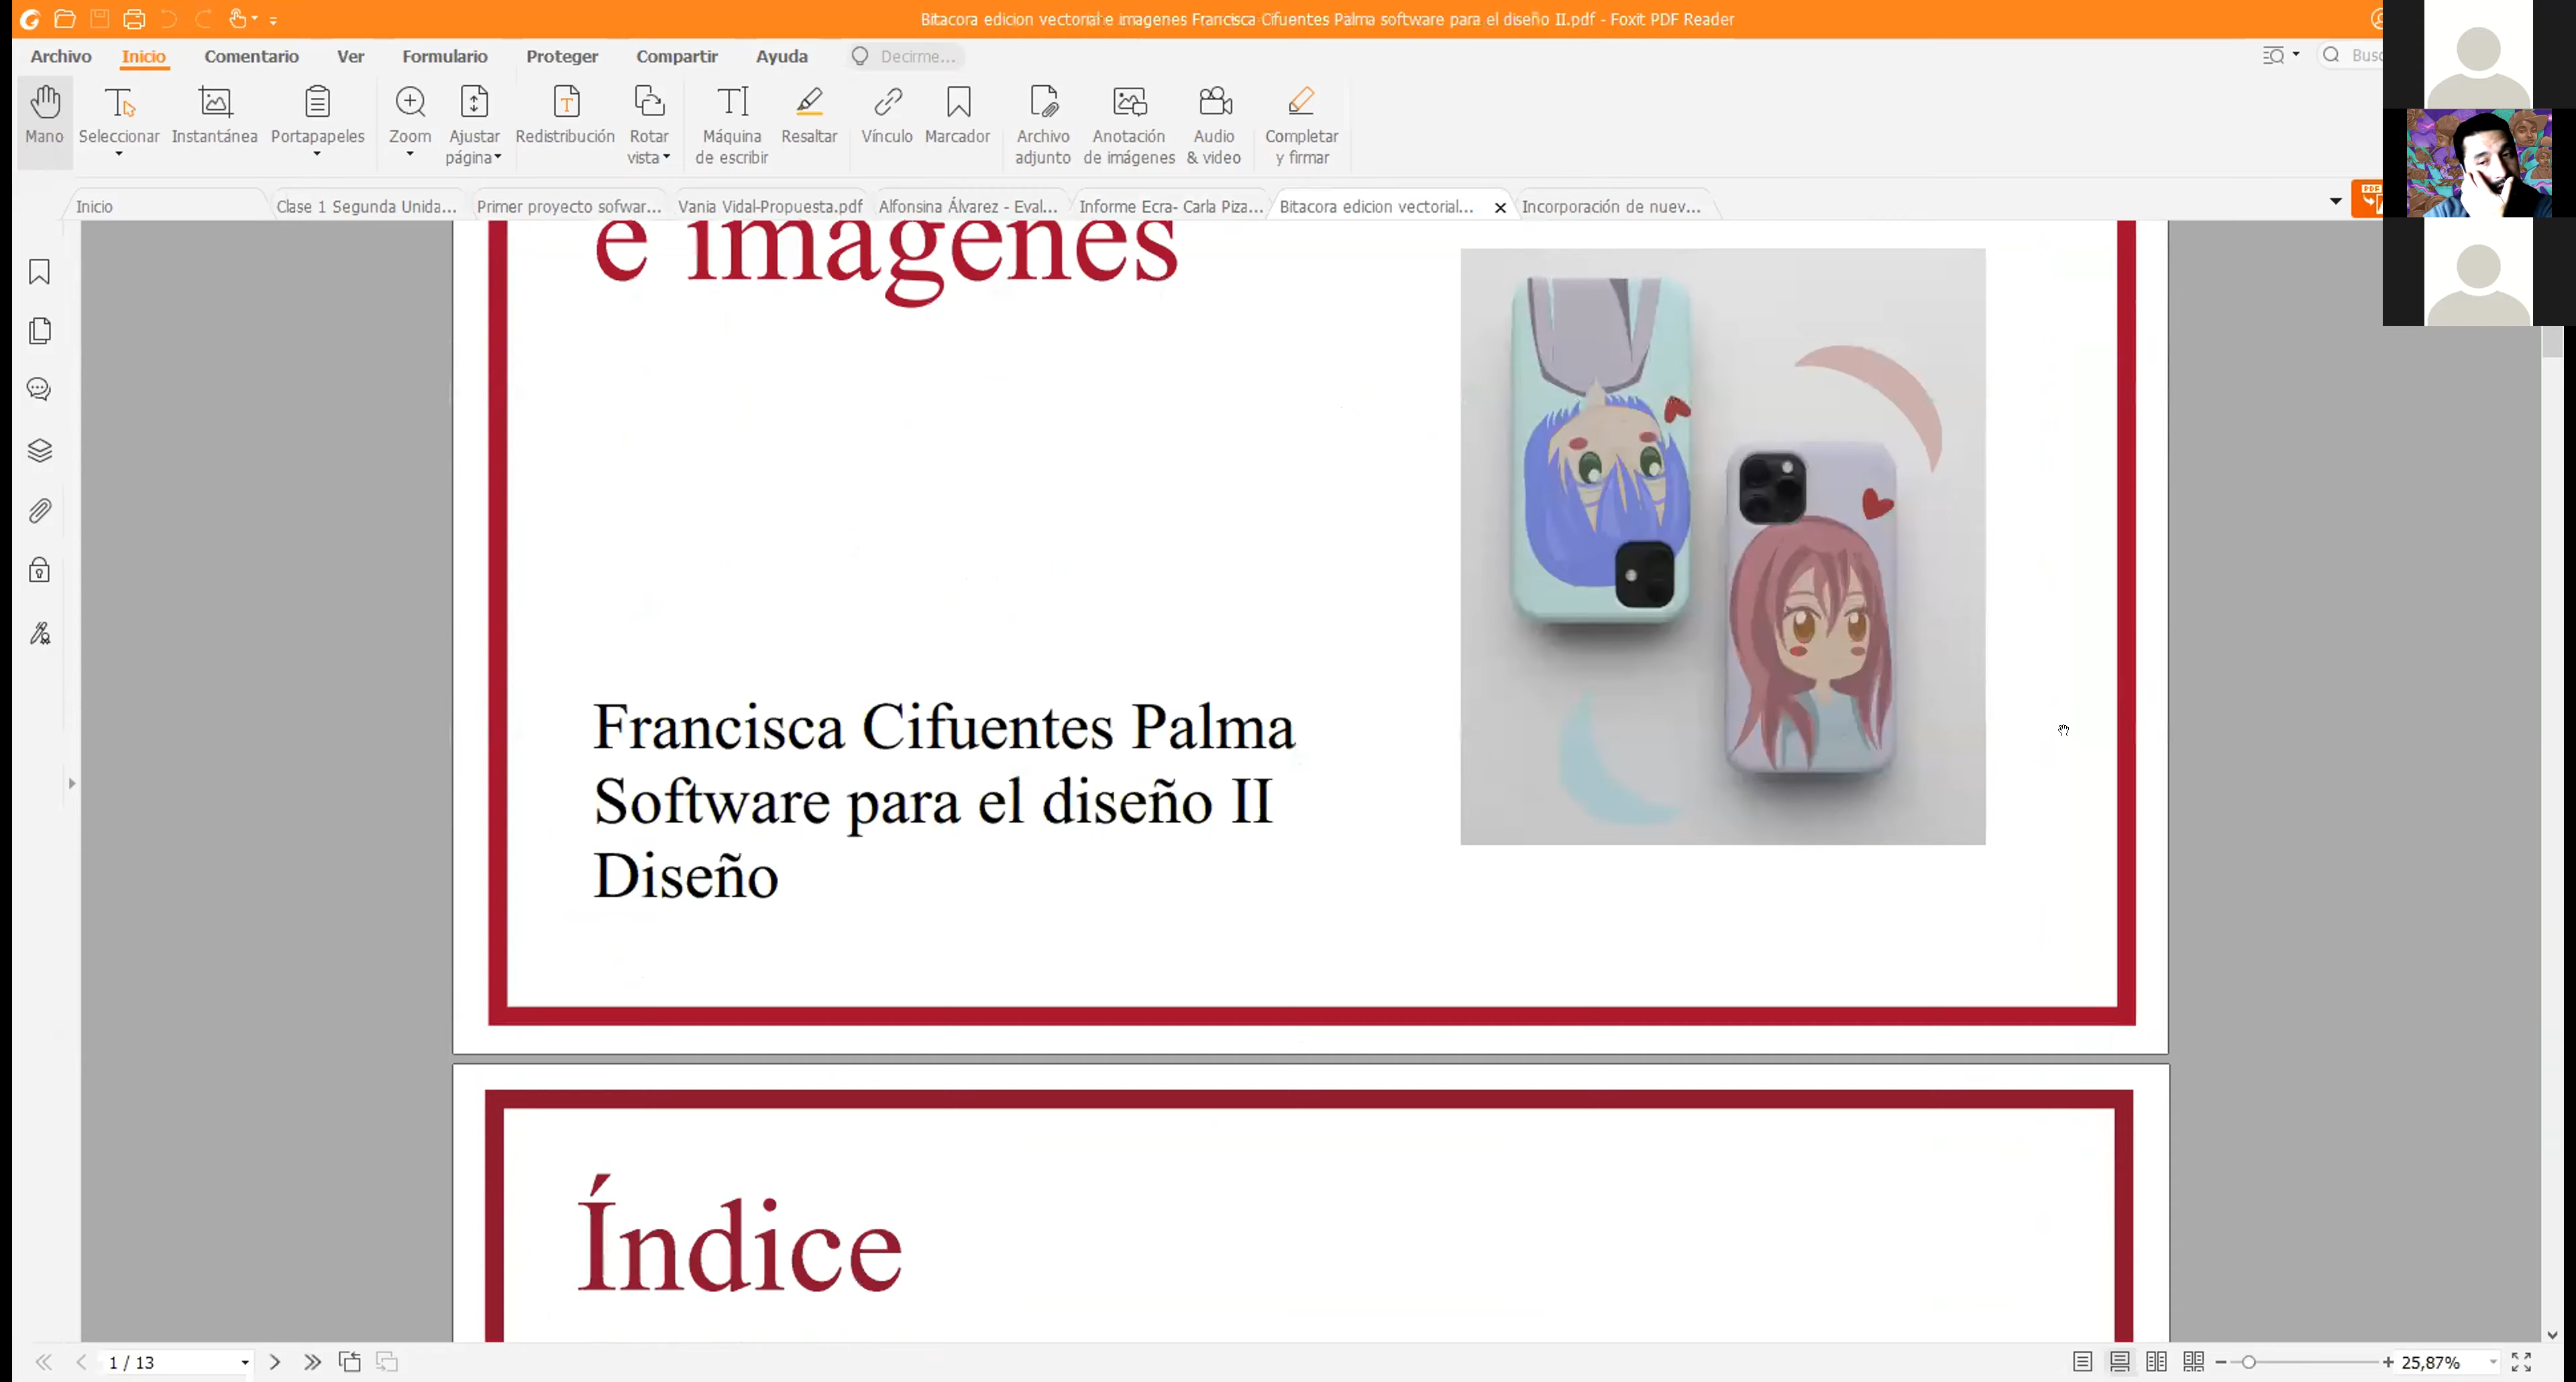 Bitacora edicion vectorial e imagenes Francisca Cifuentes Palma software para el diseño II.pdf - Foxit PDF Reader
Archivo Inicio Comentario Ver Formulario Proteger Compartir Ayuda Decirme... Busc
Mano Seleccionar Instantánea Portapapeles Zoom Ajustar página Redistribución Rotar vista Máquina de escribir Resaltar Vínculo Marcador Archivo adjunto Anotación de imágenes Audio & video Completar y firmar
Inicio Clase 1 Segunda Unida... Primer proyecto sofwar... Vania Vidal-Propuesta.pdf Alfonsina Álvarez - Eval... Informe Ecra- Carla Piza... Bitacora edicion vectorial... Incorporación de nuev... PDF
e imagenes
Francisca Cifuentes Palma
Software para el diseño II
Diseño
Índice
1 / 13 25,87%